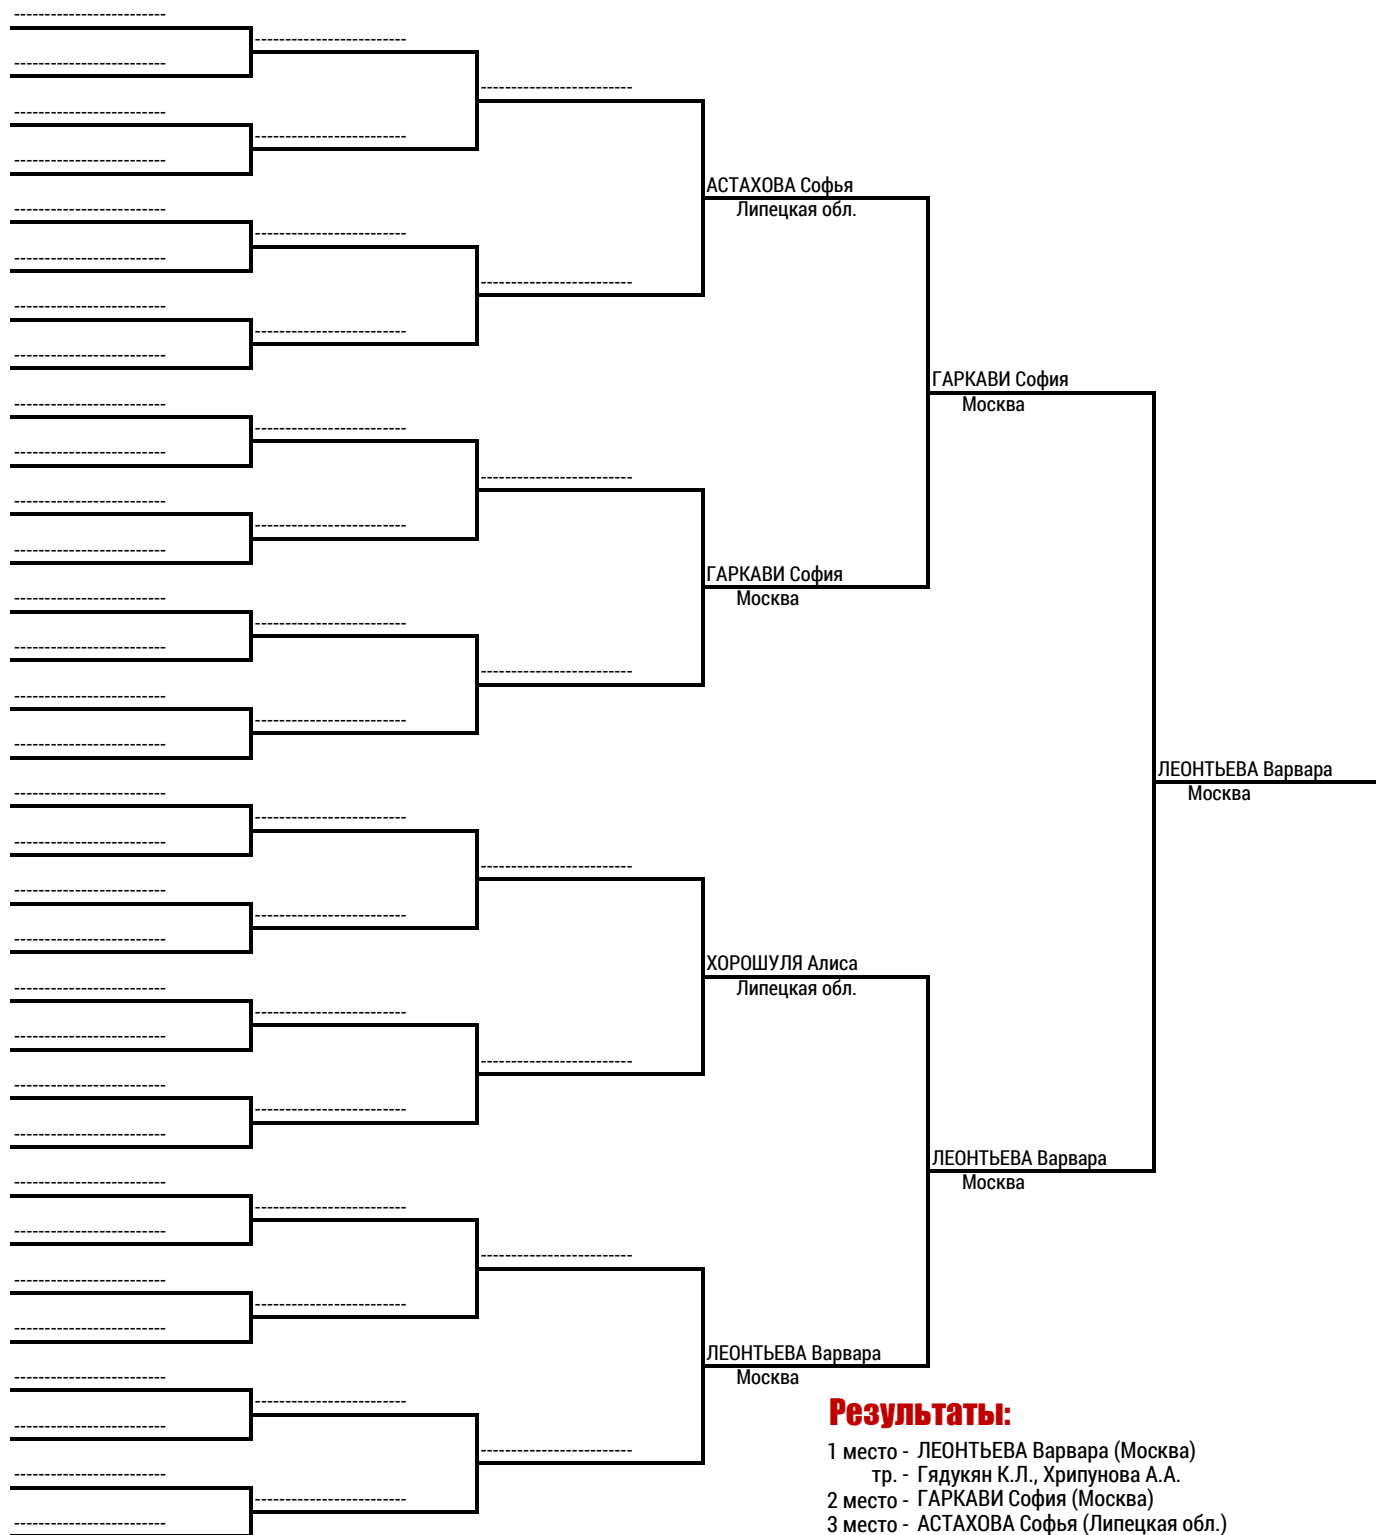 АСТАХОВА Софья
Липецкая обл.
ГАРКАВИ София
Москва
ГАРКАВИ София
Москва
ЛЕОНТЬЕВА Варвара
Москва
ХОРОШУЛЯ Алиса
Липецкая обл.
ЛЕОНТЬЕВА Варвара
Москва
ЛЕОНТЬЕВА Варвара
Москва
Результаты:
1 место - ЛЕОНТЬЕВА Варвара (Москва)
тр. - Гядукян К.Л., Хрипунова А.А.
2 место - ГАРКАВИ София (Москва)
3 место - АСТАХОВА Софья (Липецкая обл.)